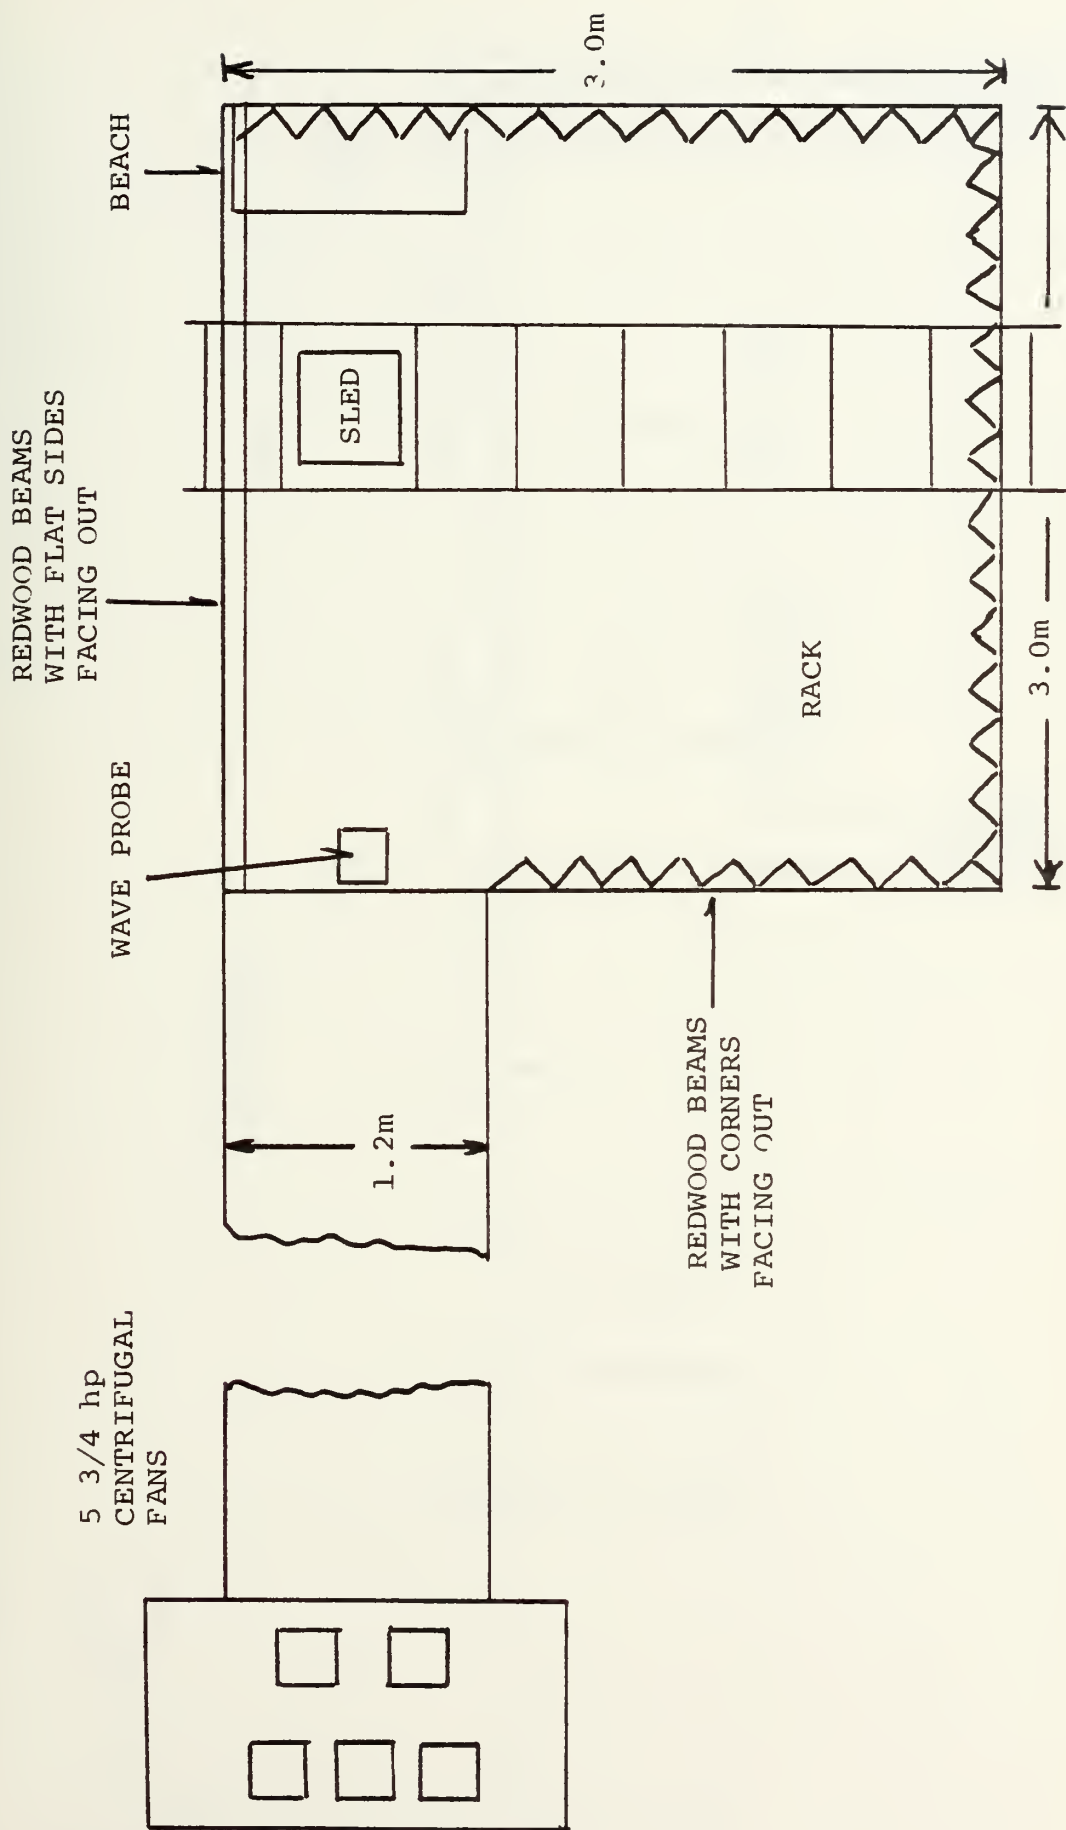 5 3/4 hp
CENTRIFUGAL
FANS
WAVE PROBE
REDWOOD BEAMS
WITH FLAT SIDES
FACING OUT
BEACH
1.2m
SLED
3.0m
RACK
REDWOOD BEAMS
WITH CORNERS
FACING OUT
3.0m